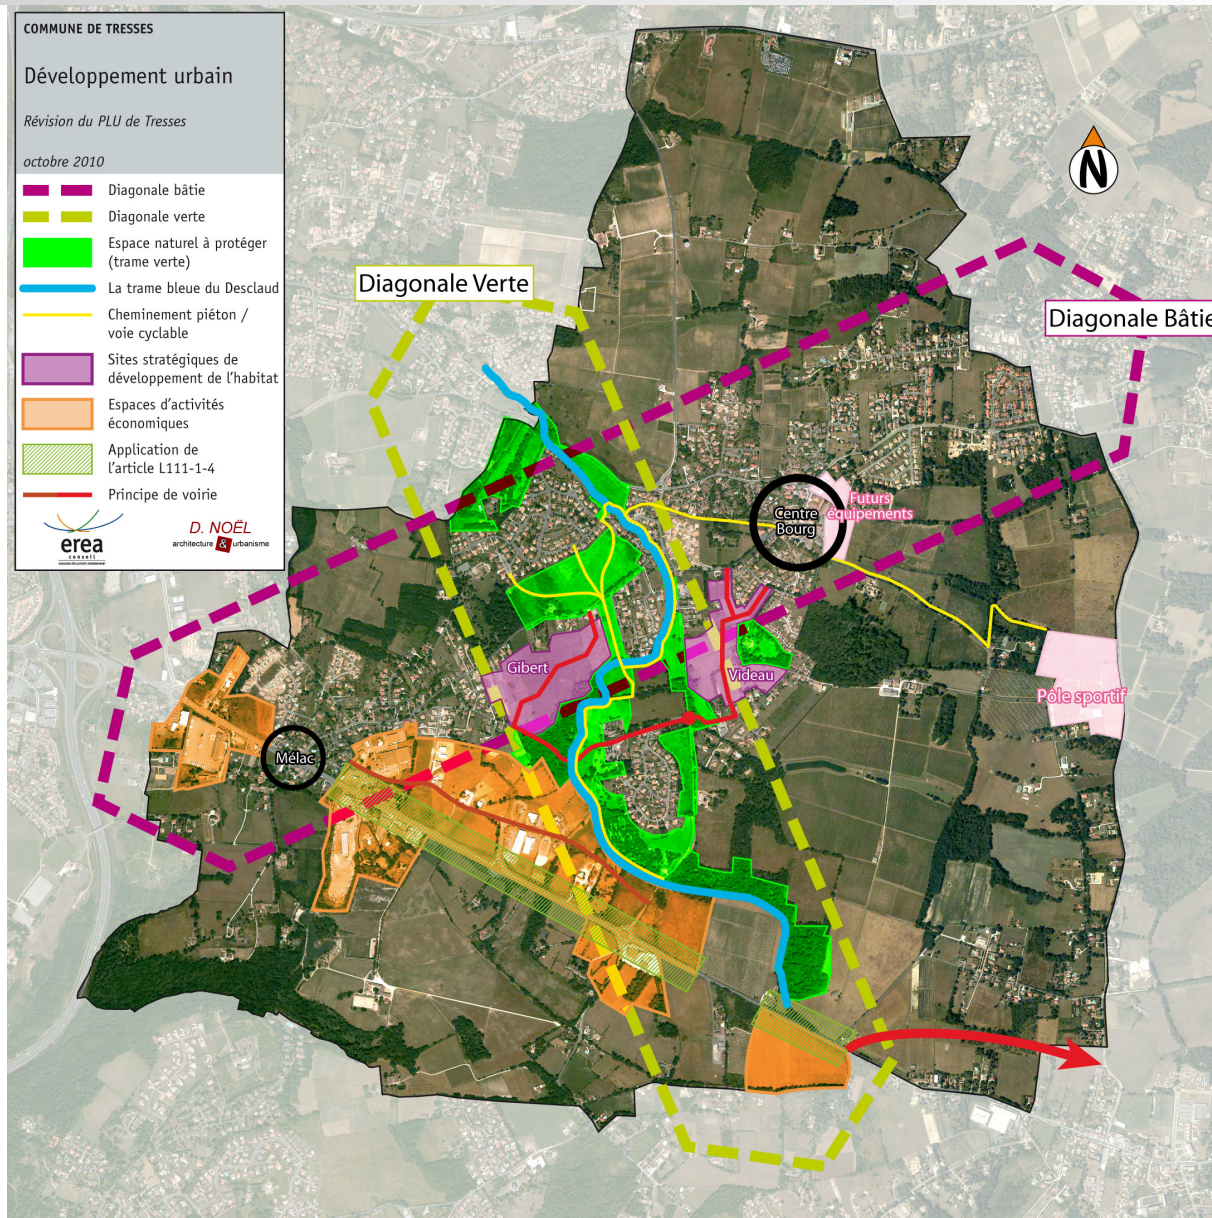 COMMUNE DE TRESSES
Développement urbain
Révision du PLU de Tresses
octobre 2010
Diagonale bâtie
Diagonale verte
Espace naturel à protéger
(trame verte)
La trame bleue du Desclaud
Cheminement piéton /
voie cyclable
Sites stratégiques de
développement de l'habitat
Espaces d'activités
économiques
Application de
l'article L111-1-4
Principe de voirie
erea
conseil
D. NOËL
architecture & urbanisme
N
Diagonale Verte
Diagonale Bâtie
Centre
Bourg
Futurs
équipements
Gibert
Videau
Pôle sportif
Mélac